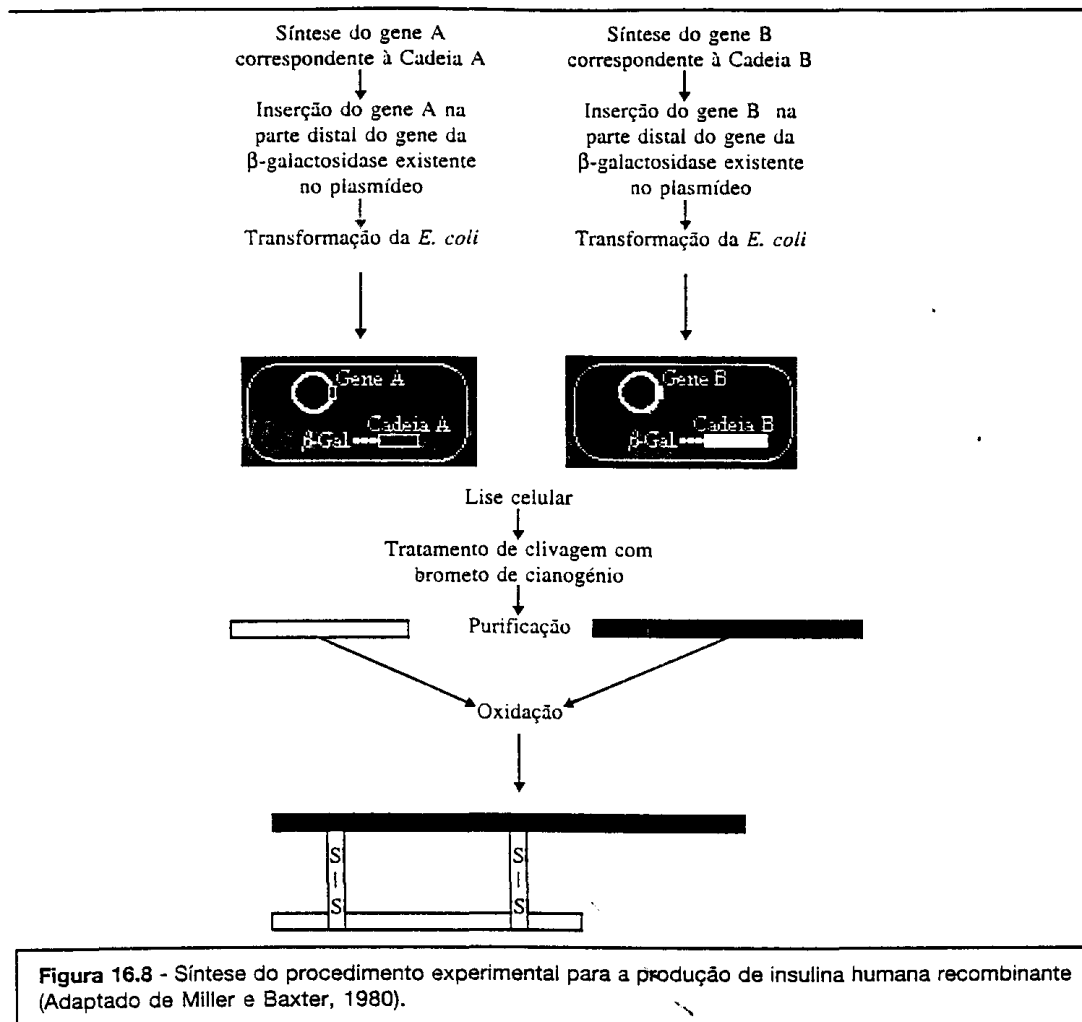 Síntese do gene A
correspondente à Cadeia A
Inserção do gene A na
parte distal do gene da
β-galactosidase existente
no plasmídeo
Transformação da E. coli
Síntese do gene B
correspondente à Cadeia B
Inserção do gene B na
parte distal do gene da
β-galactosidase existente
no plasmídeo
Transformação da E. coli
Gene A
Cadeia A
β-Gal
Gene B
Cadeia B
β-Gal
Lise celular
Tratamento de clivagem com
brometo de cianogénio
Purificação
Oxidação
S
S
S
S
Figura 16.8 - Síntese do procedimento experimental para a produção de insulina humana recombinante
(Adaptado de Miller e Baxter, 1980).